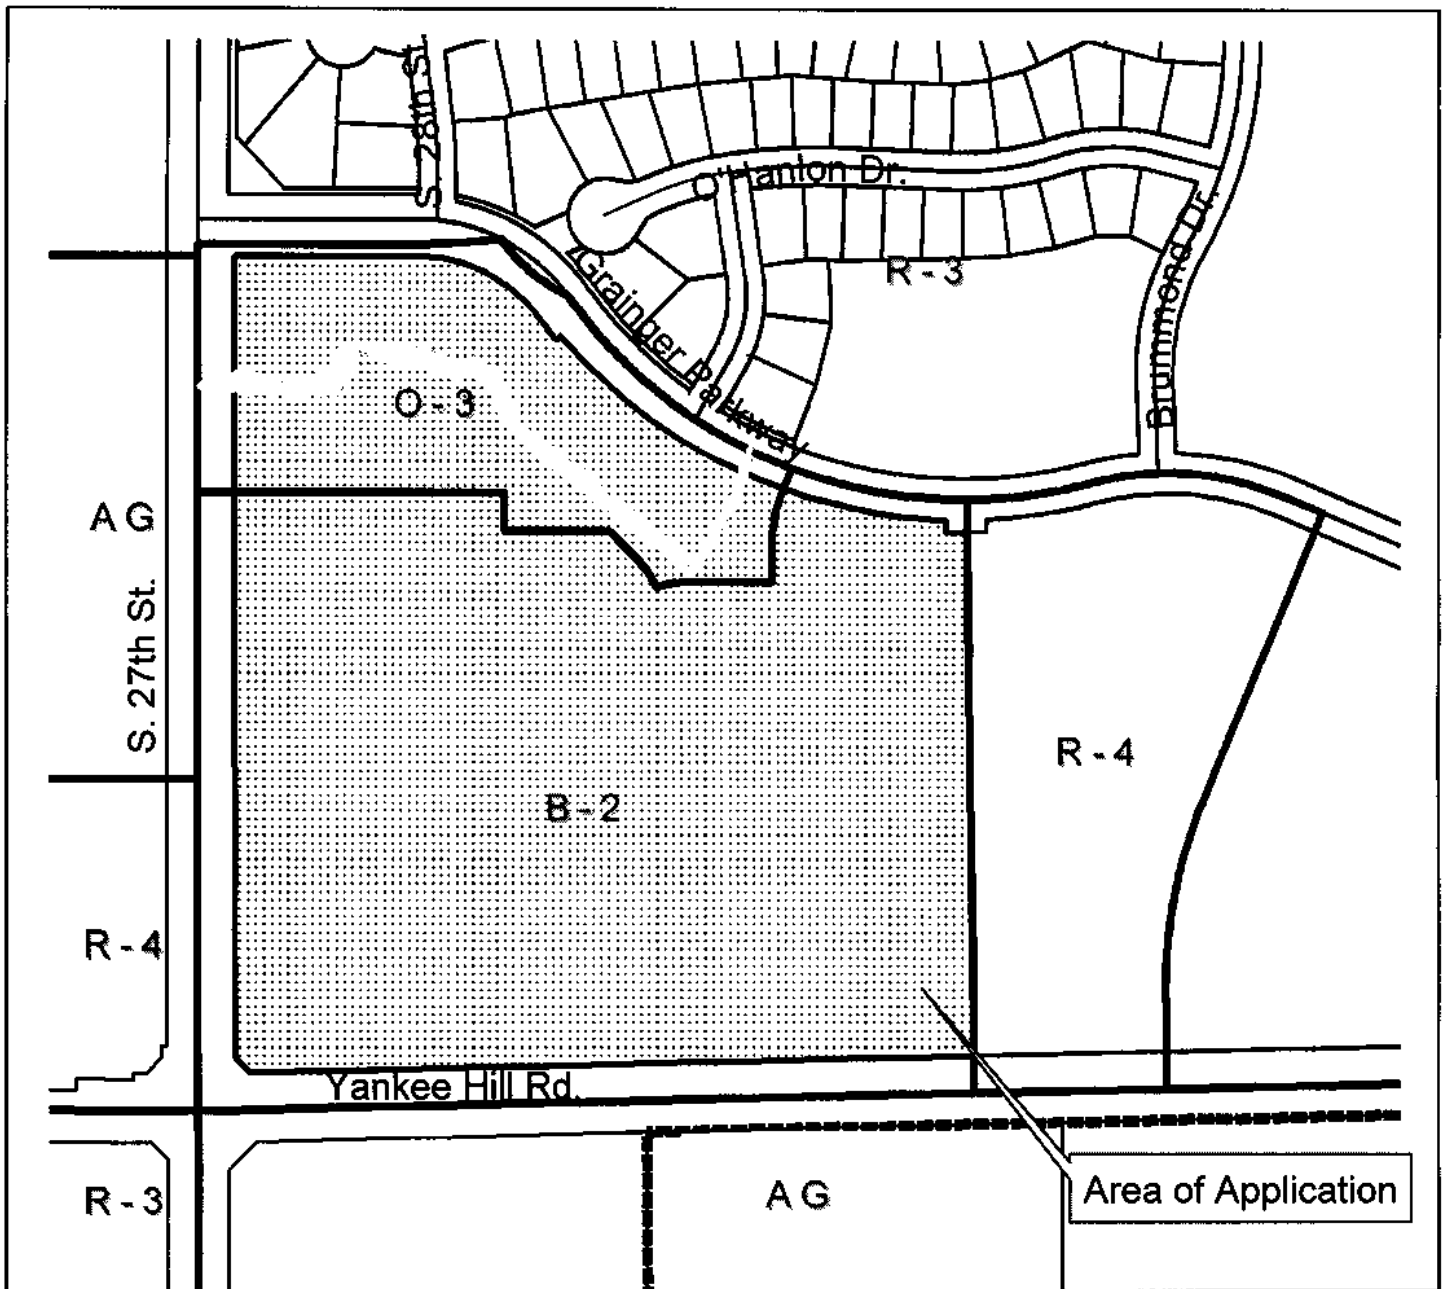 S. 28th St.
O'Hanlon Dr.
Grainger Parkway
R - 3
Brummond Dr.
O - 3
A G
S. 27th St.
R - 4
B - 2
R - 4
Yankee Hill Rd.
R - 3
A G
Area of Application